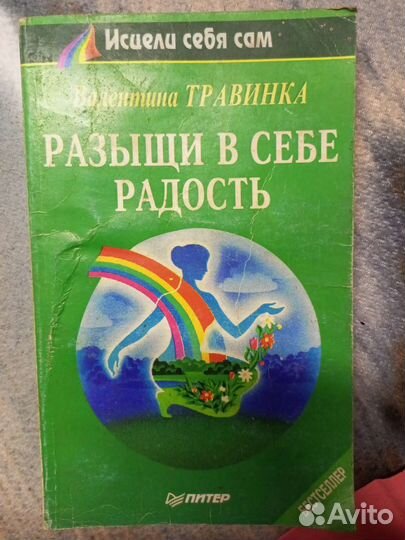 Исцели себя сам
Валентина ТРАВИНКА
РАЗЫЩИ В СЕБЕ
РАДОСТЬ
БЕСТСЕЛЛЕР
ПИТЕР
Avito